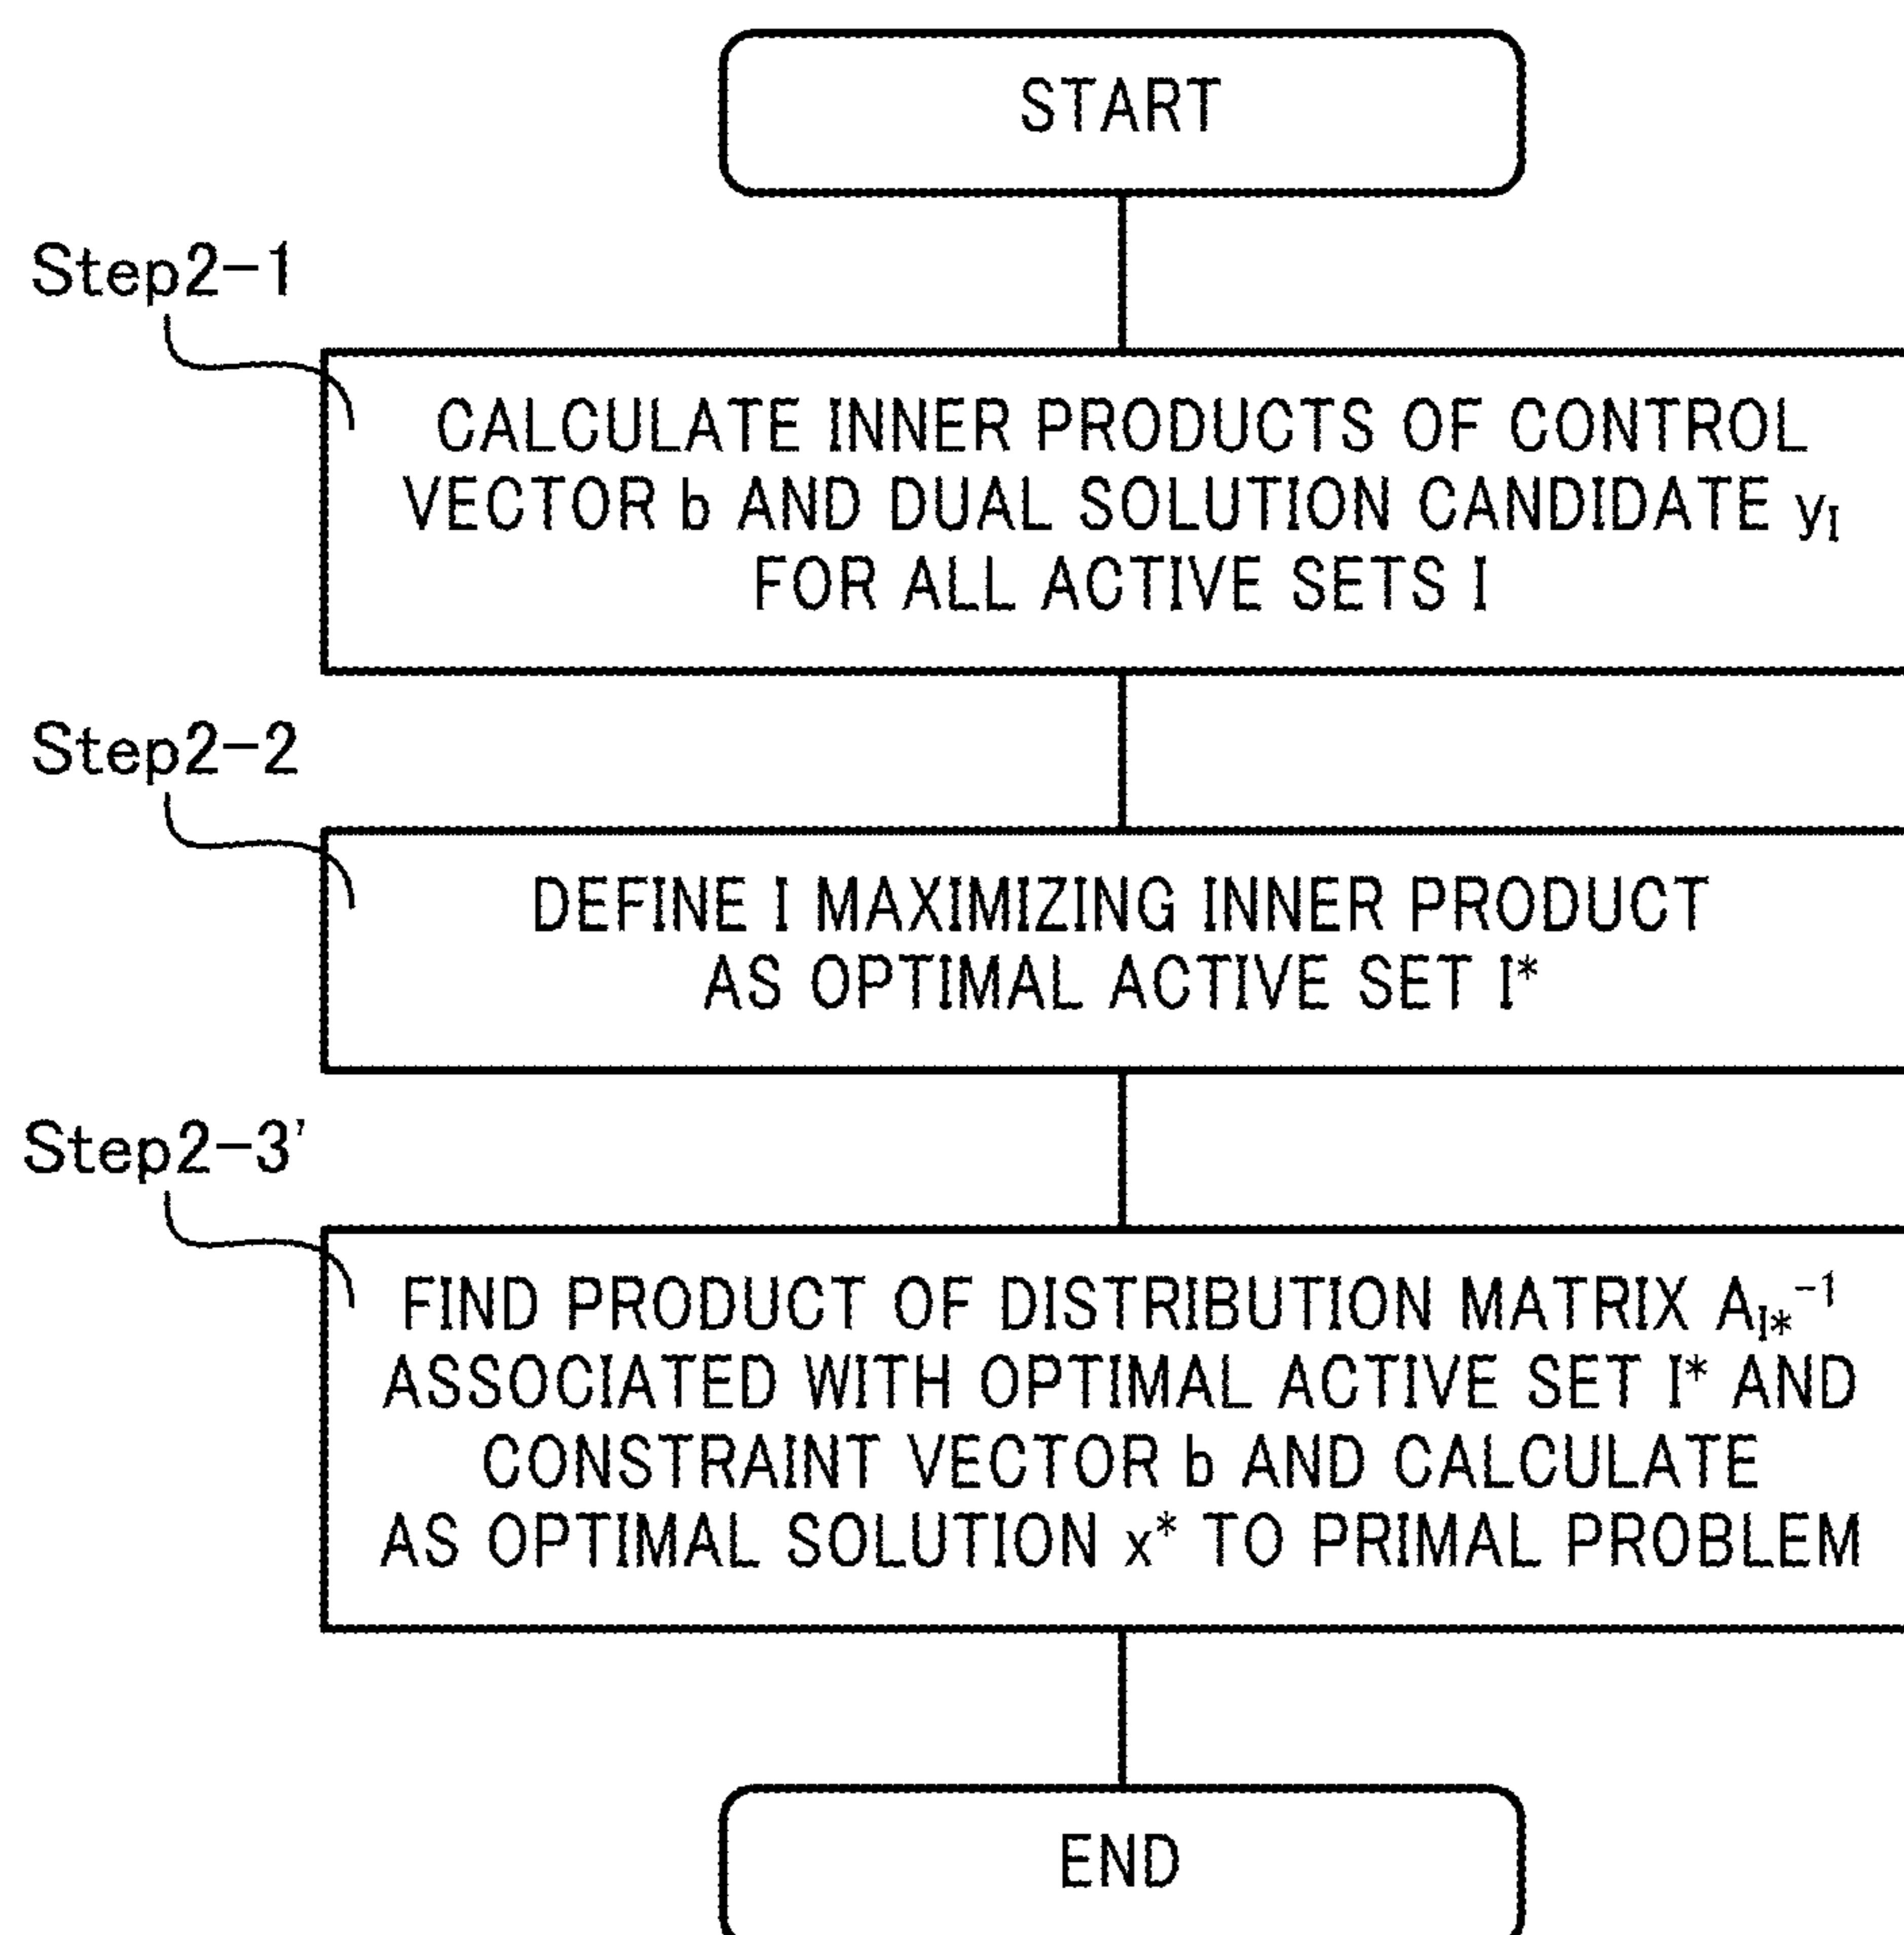 START
Step2-1
CALCULATE INNER PRODUCTS OF CONTROL
VECTOR b AND DUAL SOLUTION CANDIDATE yI
FOR ALL ACTIVE SETS I
Step2-2
DEFINE I MAXIMIZING INNER PRODUCT
AS OPTIMAL ACTIVE SET I*
Step2-3'
FIND PRODUCT OF DISTRIBUTION MATRIX AI*-1
ASSOCIATED WITH OPTIMAL ACTIVE SET I* AND
CONSTRAINT VECTOR b AND CALCULATE
AS OPTIMAL SOLUTION x* TO PRIMAL PROBLEM
END